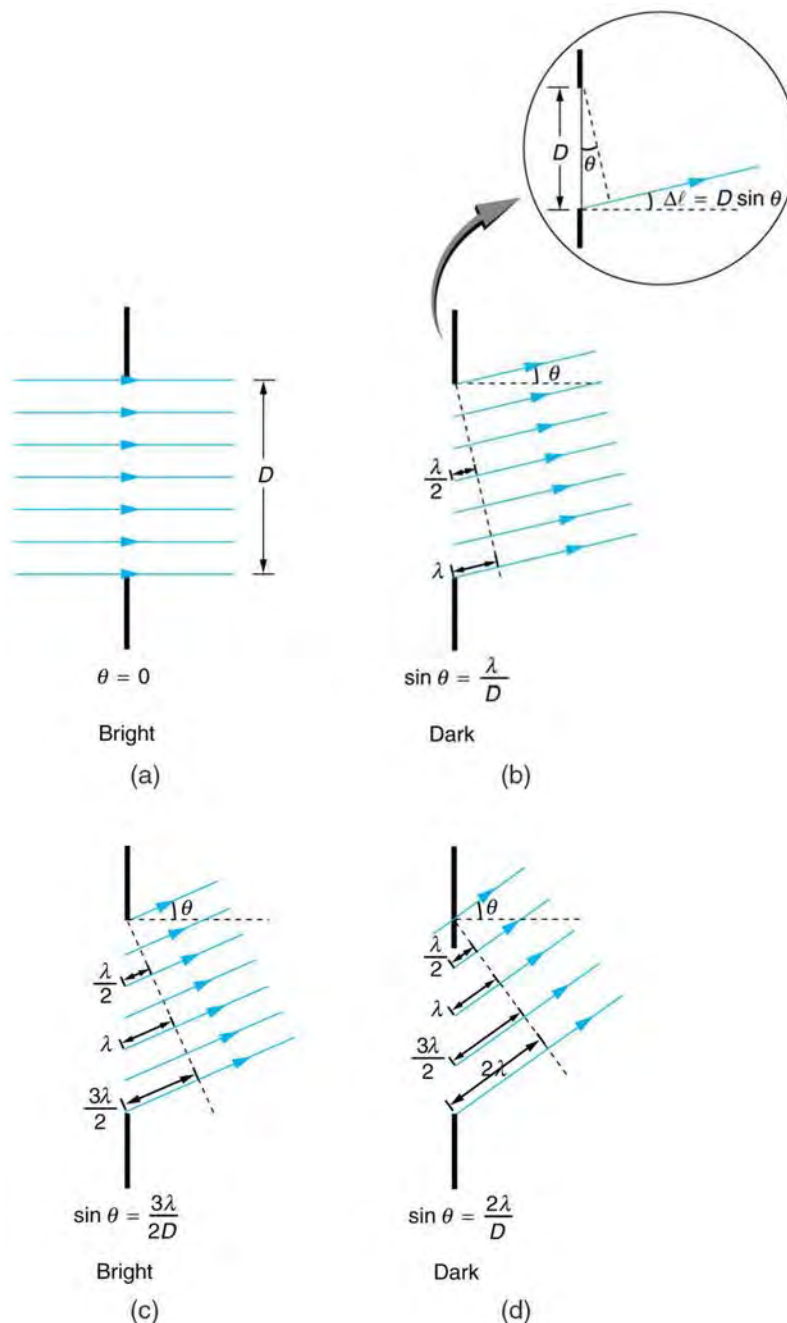 D
θ
Δℓ = D sin θ
θ
D
λ/2
λ
θ = 0
Bright
(a)
sin θ = λ/D
Dark
(b)
θ
λ/2
λ
3λ/2
sin θ = 3λ/2D
Bright
(c)
θ
λ/2
λ
3λ/2
2λ
sin θ = 2λ/D
Dark
(d)